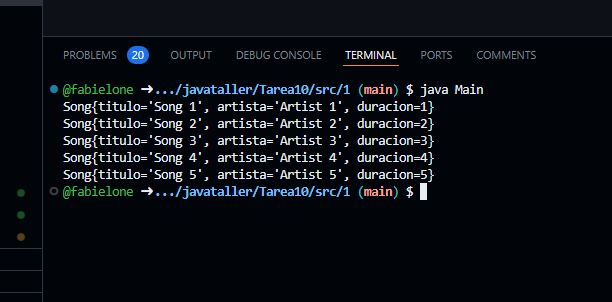 PROBLEMS 20 OUTPUT DEBUG CONSOLE TERMINAL PORTS COMMENTS
@fabielone ➜.../javataller/Tarea10/src/1 (main) $ java Main
Song{titulo='Song 1', artista='Artist 1', duracion=1}
Song{titulo='Song 2', artista='Artist 2', duracion=2}
Song{titulo='Song 3', artista='Artist 3', duracion=3}
Song{titulo='Song 4', artista='Artist 4', duracion=4}
Song{titulo='Song 5', artista='Artist 5', duracion=5}
@fabielone ➜.../javataller/Tarea10/src/1 (main) $